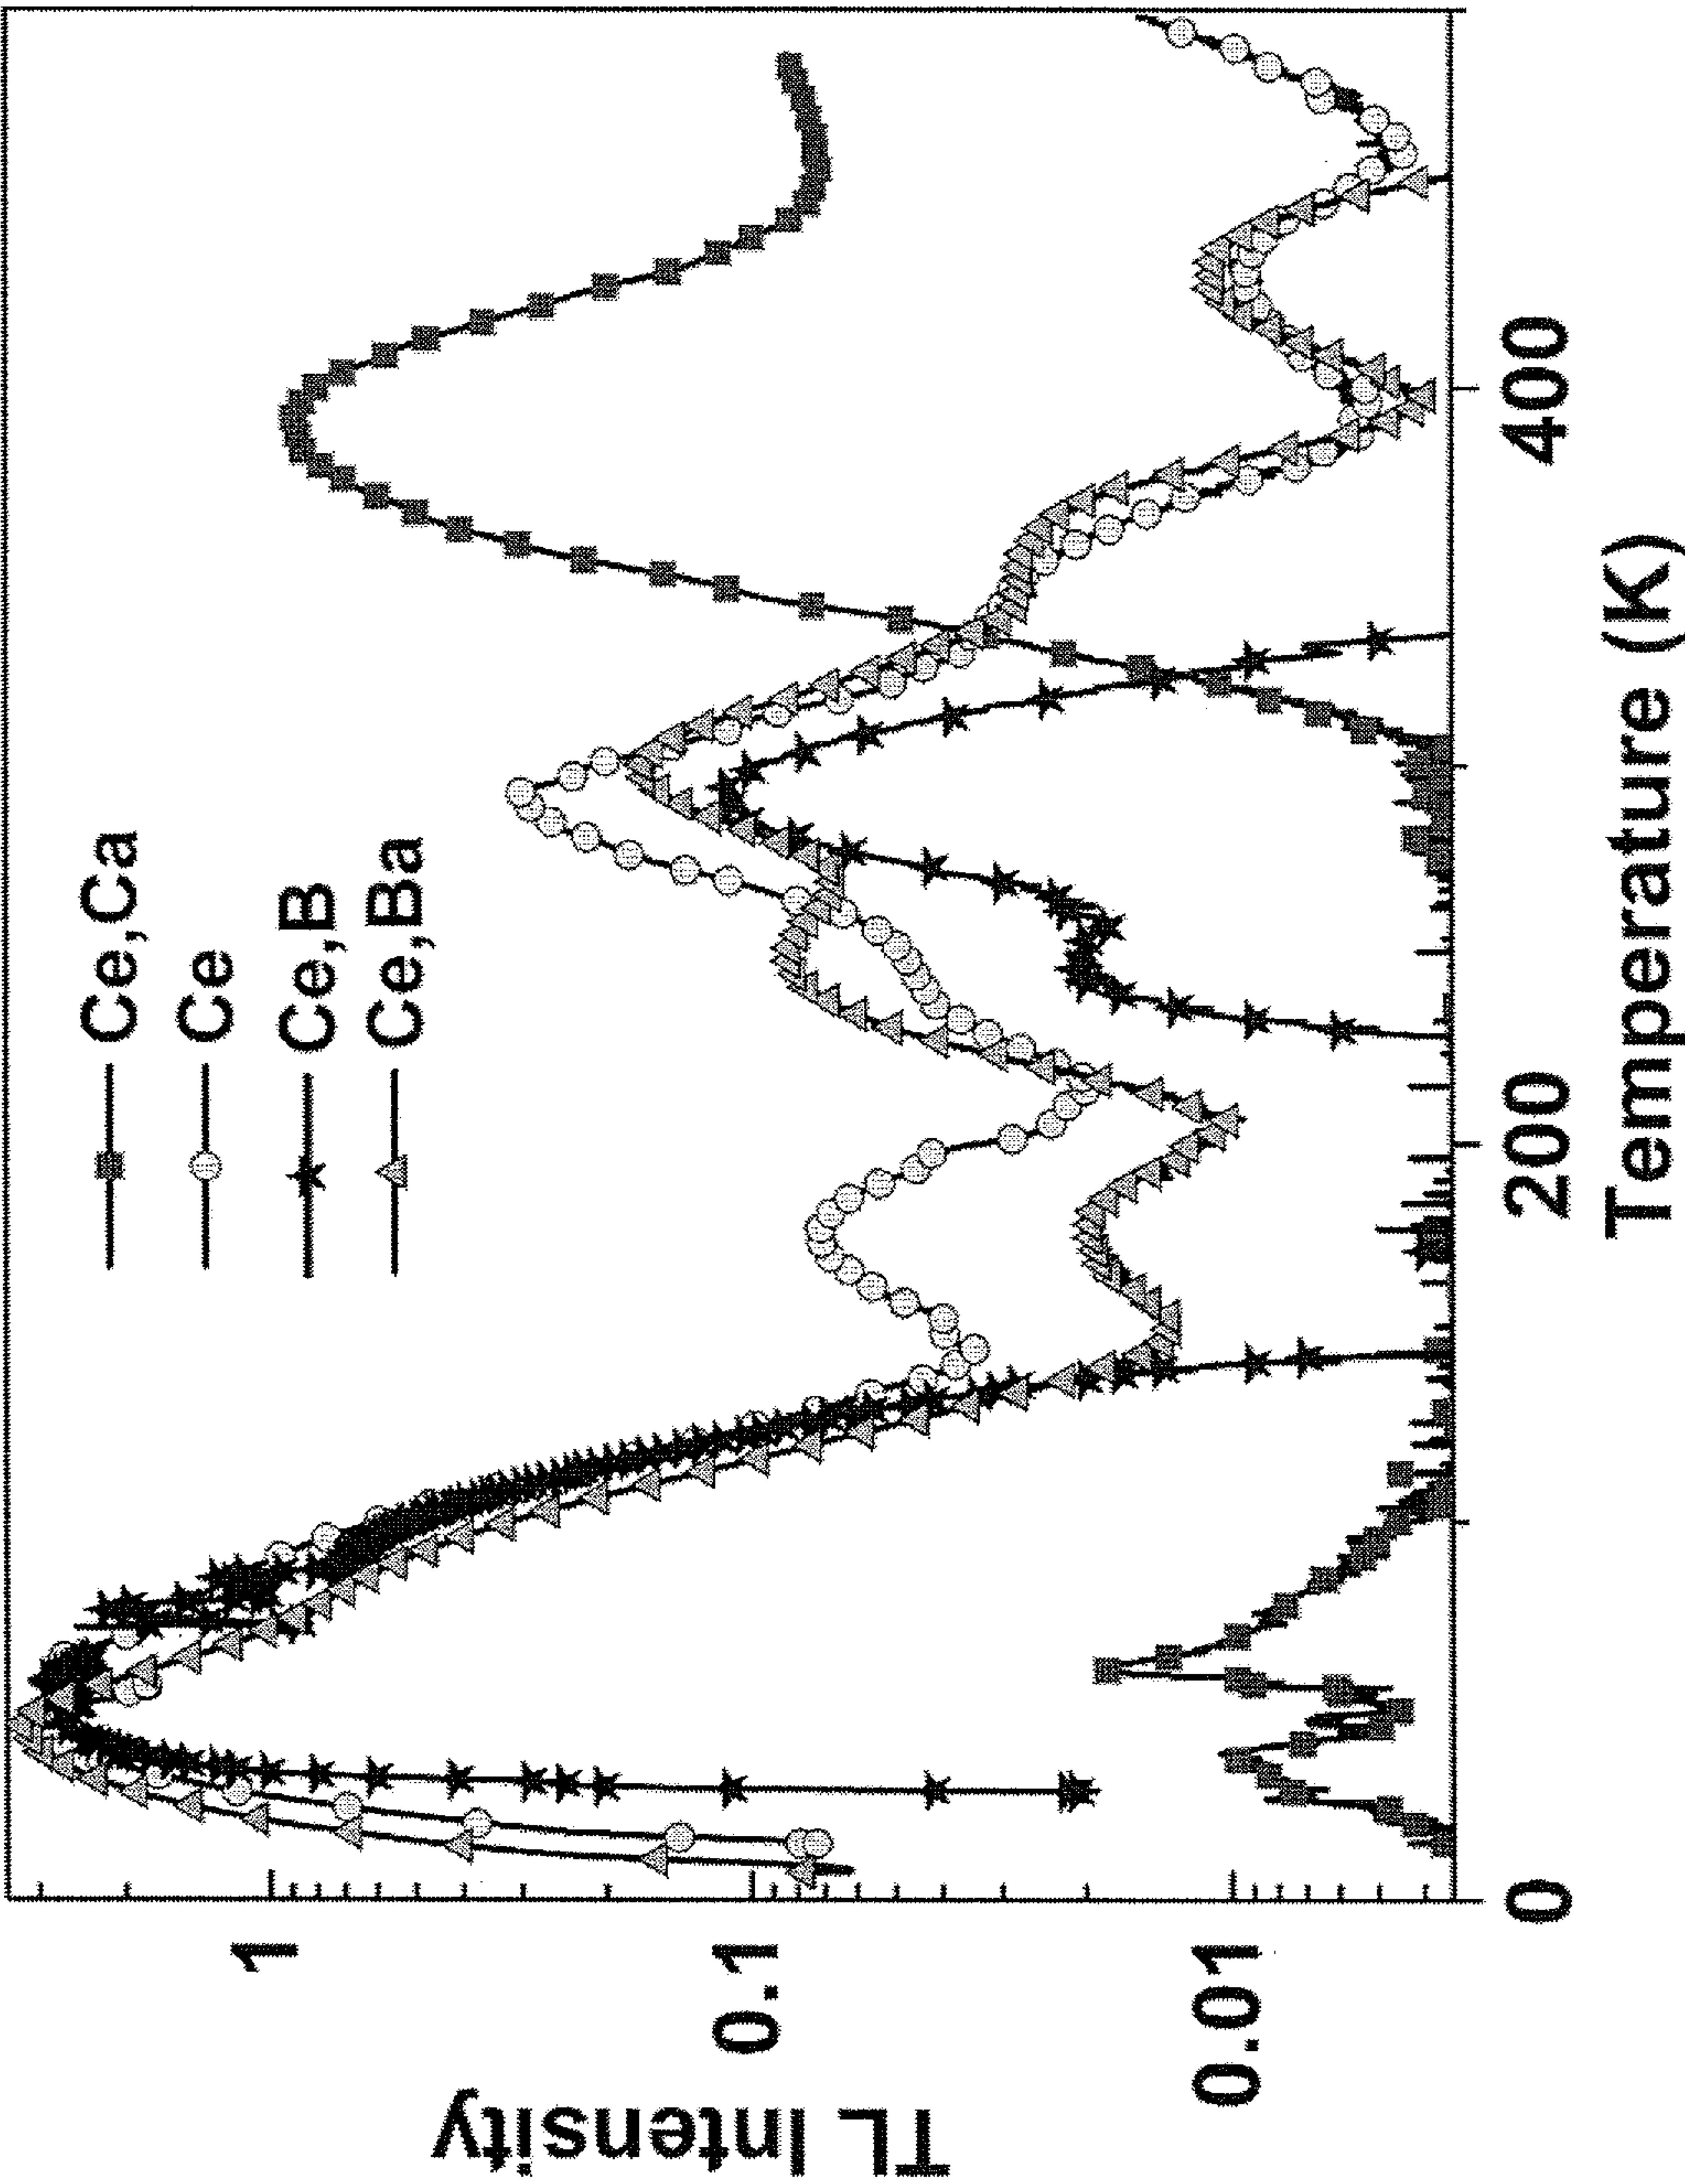 Ce,Ca
Ce
Ce,B
Ce,Ba
TL Intensity
1
0.1
0.01
0
200
400
Temperature (K)